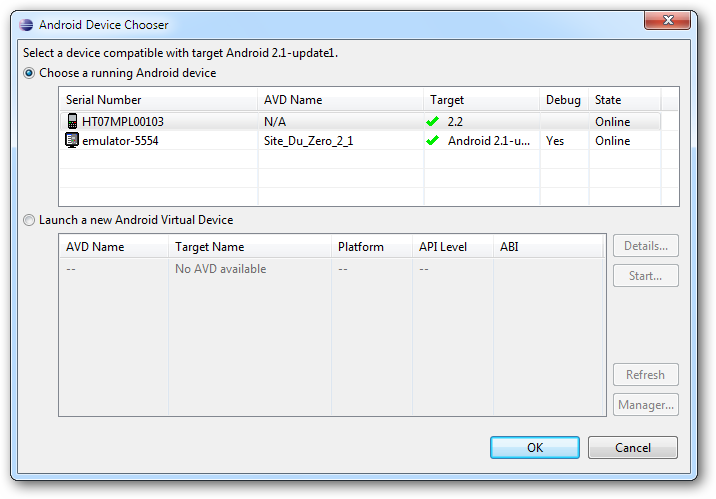 Android Device Chooser
Select a device compatible with target Android 2.1-update1.
Choose a running Android device
Serial Number AVD Name Target Debug State
HT07MPL00103 N/A 2.2 Online
emulator-5554 Site_Du_Zero_2_1 Android 2.1-u... Yes Online
Launch a new Android Virtual Device
AVD Name Target Name Platform API Level ABI
-- No AVD available -- --
Details...
Start...
Refresh
Manager...
OK Cancel